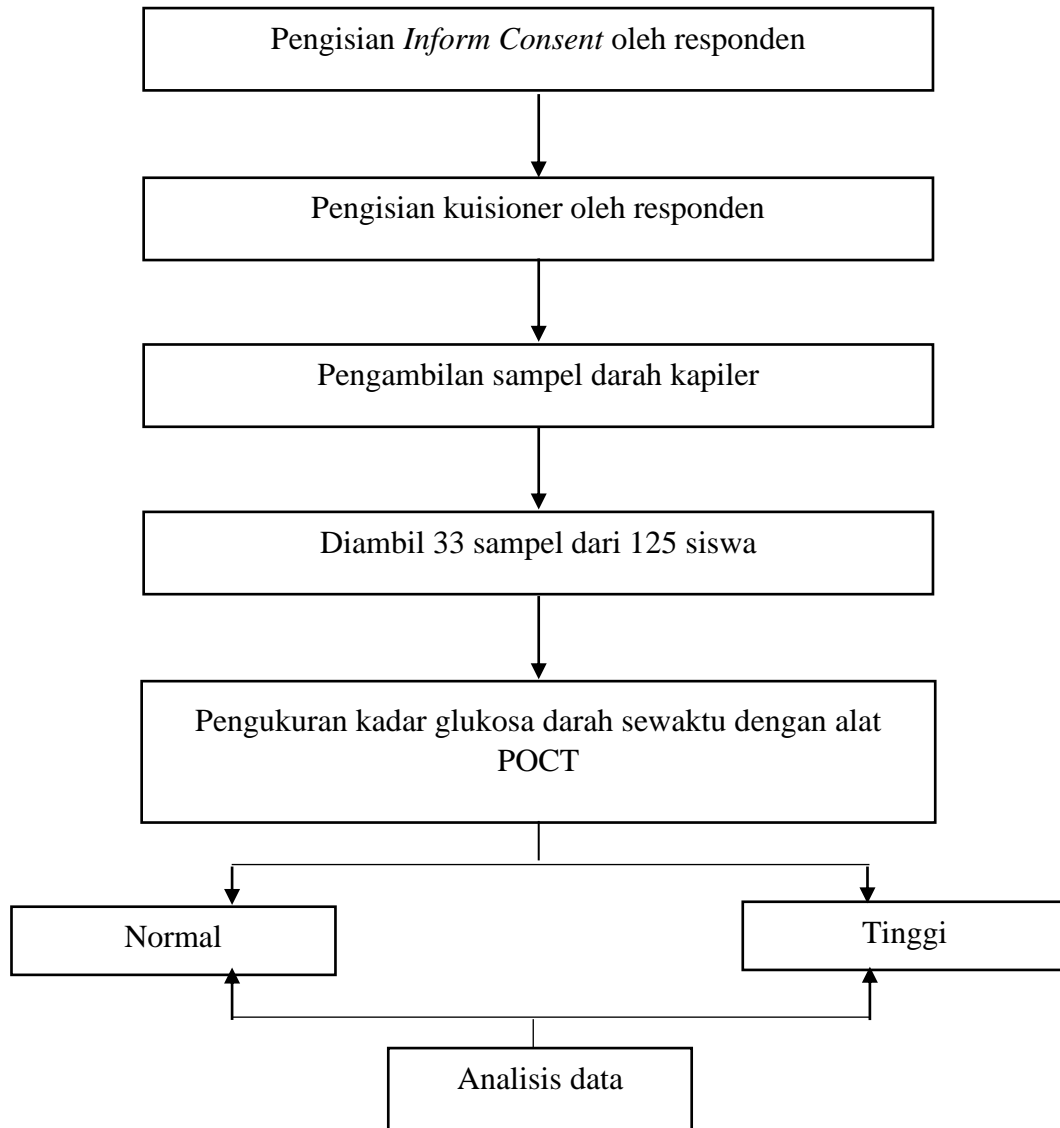 Pengisian Inform Consent oleh responden
Pengisian kuisioner oleh responden
Pengambilan sampel darah kapiler
Diambil 33 sampel dari 125 siswa
Pengukuran kadar glukosa darah sewaktu dengan alat
POCT
Normal
Tinggi
Analisis data